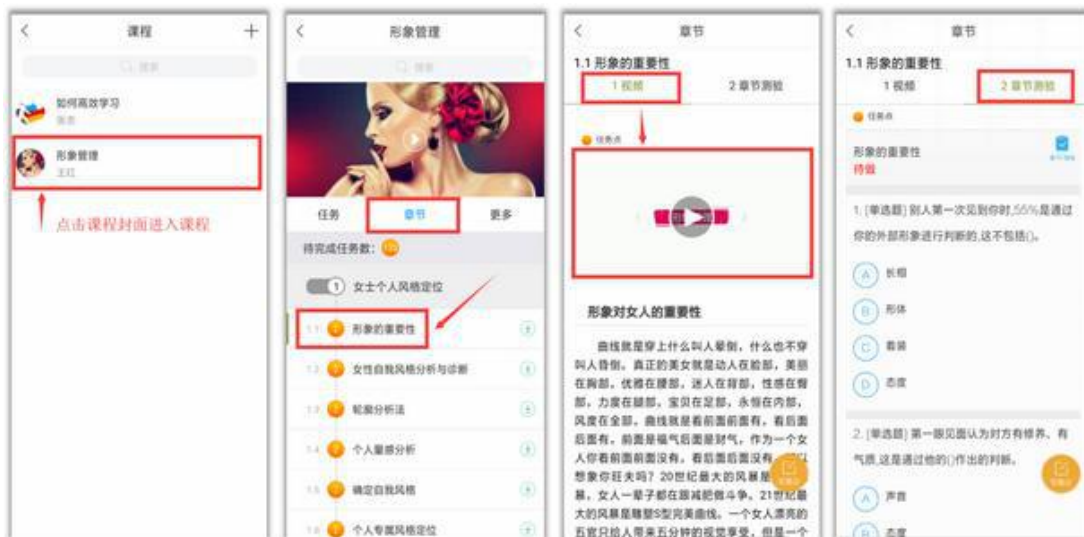 课程
搜索
如何高效学习
形象管理
王红
点击课程封面进入课程
形象管理
搜索
任务
章节
更多
待完成任务数:
1 女士个人风格定位
1.1 形象的重要性
1.2 女性自我风格分析与诊断
1.3 轮廓分析法
1.4 个人量感分析
1.5 确定自我风格
1.6 个人专属风格定位
章节
1.1 形象的重要性
1 视频
2 章节测验
任务点
形象对女人的重要性
曲线就是穿上什么叫人晕倒，什么也不穿
叫人昏倒。真正的美女就是动人在脸部，美丽
在胸部，优雅在腰部，迷人在背部，性感在臀
部，力度在腿部，宝贝在足部，永恒在内部，
风度在全部。曲线就是看前面前面有，看后面
后面有。前面是福气后面是财气。作为一个女
人你看前面前面没有，看后面后面没有，
想象你旺夫吗？20世纪最大的风暴是
暴，女人一辈子都在跟减肥做斗争。21世纪最
大的风暴是雕塑S型完美曲线。一个女人漂亮的
五官只给人带来五分钟的视觉享受，但是一个
章节
1.1 形象的重要性
1 视频
2 章节测验
任务点
形象的重要性
待做
1. [单选题] 别人第一次见到你时,55%是通过
你的外部形象进行判断的,这不包括()。
A 长相
B 形体
C 着装
D 态度
2. [单选题] 第一眼见面认为对方有修养、有
气质,这是通过他的()作出的判断。
A 声音
B 态度